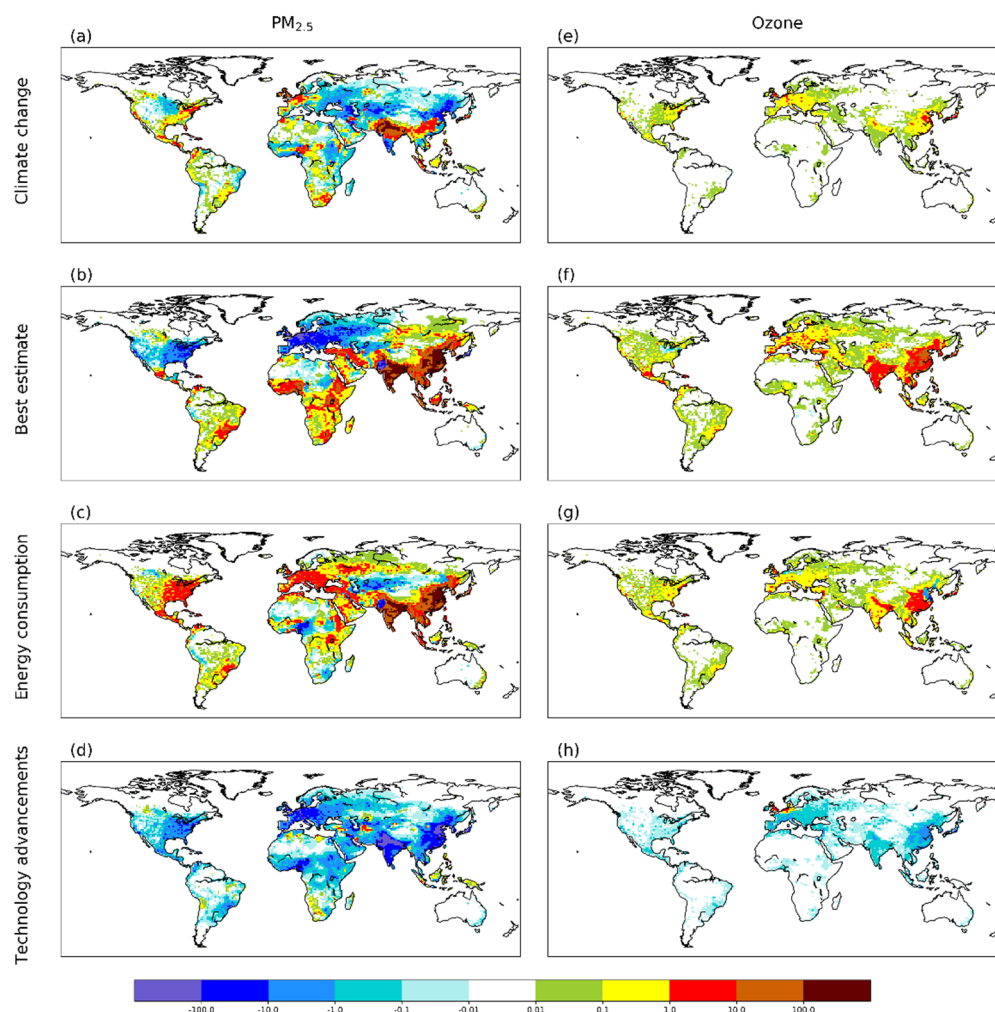 PM2.5 Ozone
(a) (e)
Climate change
(b) (f)
Best estimate
(c) (g)
Energy consumption
(d) (h)
Technology advancements
-100.0 -10.0 -1.0 -0.1 -0.01 0.01 0.1 1.0 10.0 100.0